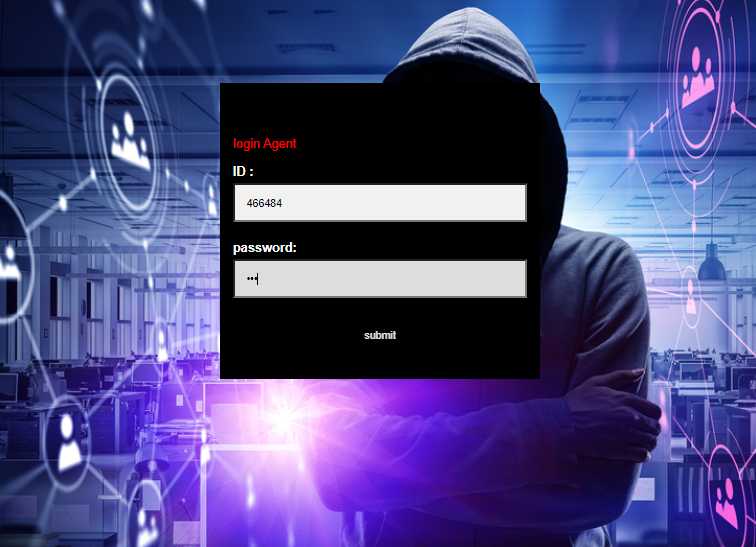 login Agent
ID :
466484
password:
•••
submit